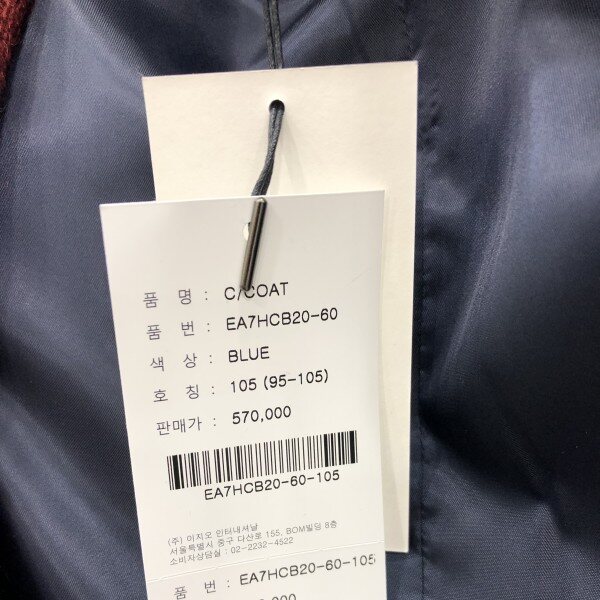 품 명 : C/COAT
품 번 : EA7HCB20-60
색 상 : BLUE
호 칭 : 105 (95-105)
판매가 : 570,000
EA7HCB20-60-105
(주) 이지오 인터내셔날
서울특별시 중구 다산로 155, BOM빌딩 8층
소비자상담실 : 02-2232-4522
품 번 : EA7HCB20-60-105